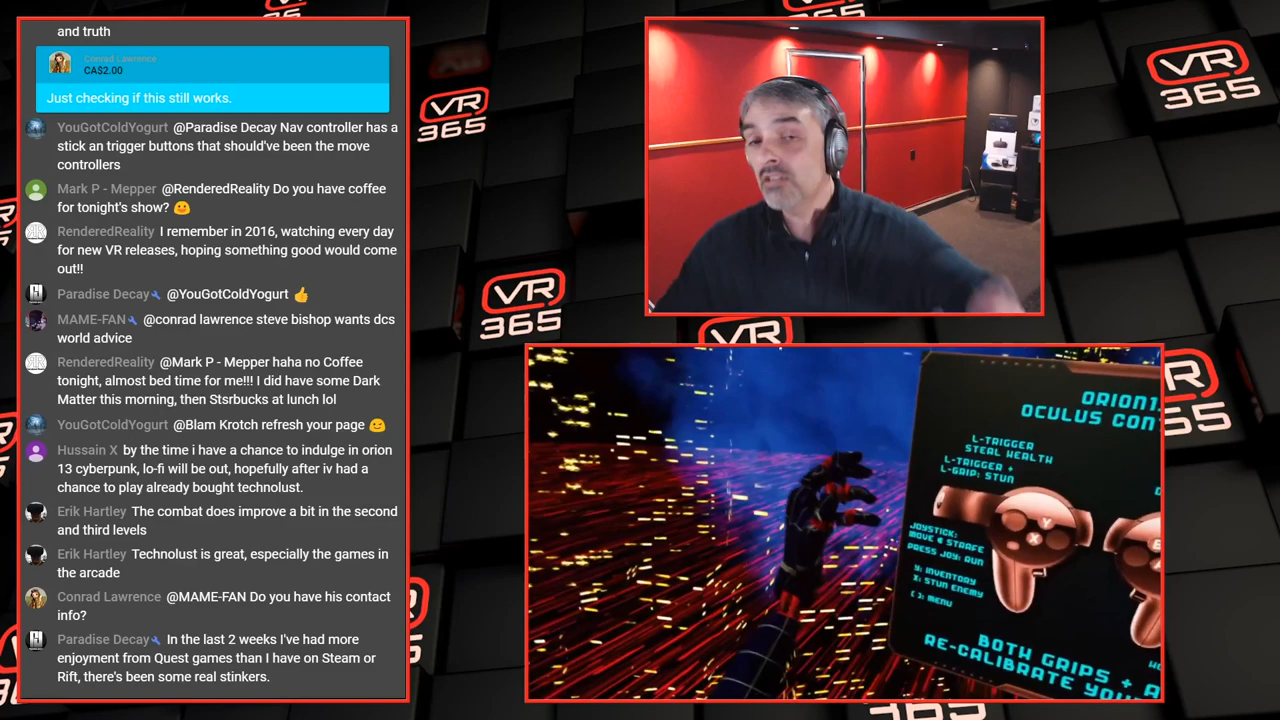 and truth
Conrad Lawrence
CA$2.00
Just checking if this still works.
YouGotColdYogurt @Paradise Decay Nav controller has a
stick an trigger buttons that should've been the move
controllers
Mark P - Mepper @RenderedReality Do you have coffee
for tonight's show? 🙂
RenderedReality I remember in 2016, watching every day
for new VR releases, hoping something good would come
out!!
Paradise Decay @YouGotColdYogurt 👍
MAME-FAN @conrad lawrence steve bishop wants dcs
world advice
RenderedReality @Mark P - Mepper haha no Coffee
tonight, almost bed time for me!!! I did have some Dark
Matter this morning, then Stsrbucks at lunch lol
YouGotColdYogurt @Blam Krotch refresh your page 😉
Hussain X by the time i have a chance to indulge in orion
13 cyberpunk, lo-fi will be out, hopefully after iv had a
chance to play already bought technolust.
Erik Hartley The combat does improve a bit in the second
and third levels
Erik Hartley Technolust is great, especially the games in
the arcade
Conrad Lawrence @MAME-FAN Do you have his contact
info?
Paradise Decay In the last 2 weeks I've had more
enjoyment from Quest games than I have on Steam or
Rift, there's been some real stinkers.
VR
365
VR
365
VR
365
VR
365
ORION1
OCULUS CON
L-TRIGGER
STEAL HEALTH
L-TRIGGER +
L-GRIP: STUN
JOYSTICK:
MOVE & STRAFE
PRESS JOY: RUN
Y: INVENTORY
X: STUN ENEMY
[ ]: MENU
Y
X
BOTH GRIPS + A
RE-CALIBRATE YOU